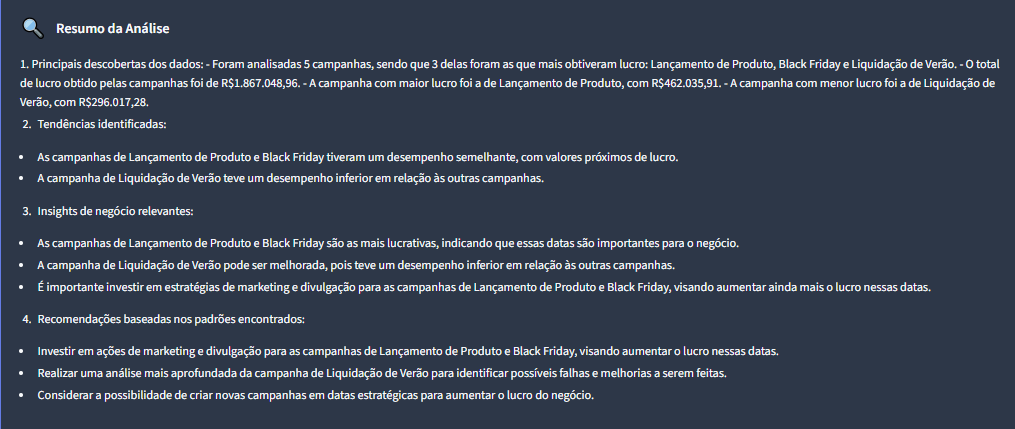 Resumo da Análise
1. Principais descobertas dos dados: - Foram analisadas 5 campanhas, sendo que 3 delas foram as que mais obtiveram lucro: Lançamento de Produto, Black Friday e Liquidação de Verão. - O total
de lucro obtido pelas campanhas foi de R$1.867.048,96. - A campanha com maior lucro foi a de Lançamento de Produto, com R$462.035,91. - A campanha com menor lucro foi a de Liquidação de
Verão, com R$296.017,28.
2. Tendências identificadas:
• As campanhas de Lançamento de Produto e Black Friday tiveram um desempenho semelhante, com valores próximos de lucro.
• A campanha de Liquidação de Verão teve um desempenho inferior em relação às outras campanhas.
3. Insights de negócio relevantes:
• As campanhas de Lançamento de Produto e Black Friday são as mais lucrativas, indicando que essas datas são importantes para o negócio.
• A campanha de Liquidação de Verão pode ser melhorada, pois teve um desempenho inferior em relação às outras campanhas.
• É importante investir em estratégias de marketing e divulgação para as campanhas de Lançamento de Produto e Black Friday, visando aumentar ainda mais o lucro nessas datas.
4. Recomendações baseadas nos padrões encontrados:
• Investir em ações de marketing e divulgação para as campanhas de Lançamento de Produto e Black Friday, visando aumentar o lucro nessas datas.
• Realizar uma análise mais aprofundada da campanha de Liquidação de Verão para identificar possíveis falhas e melhorias a serem feitas.
• Considerar a possibilidade de criar novas campanhas em datas estratégicas para aumentar o lucro do negócio.